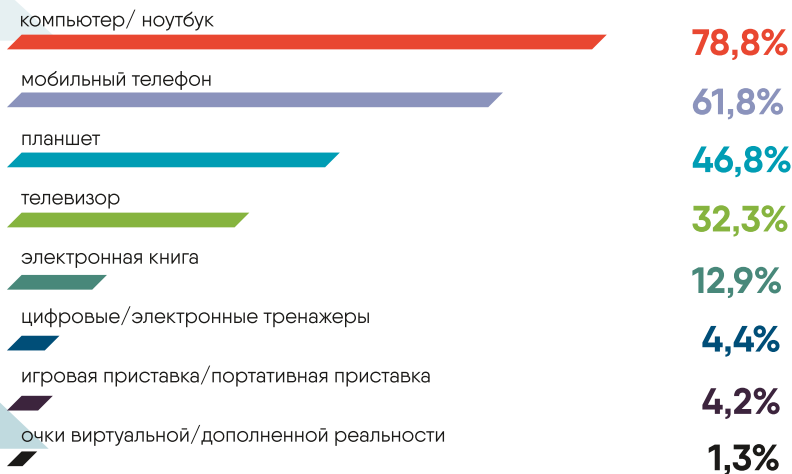 компьютер/ ноутбук
78,8%
мобильный телефон
61,8%
планшет
46,8%
телевизор
32,3%
электронная книга
12,9%
цифровые/электронные тренажеры
4,4%
игровая приставка/портативная приставка
4,2%
очки виртуальной/дополненной реальности
1,3%